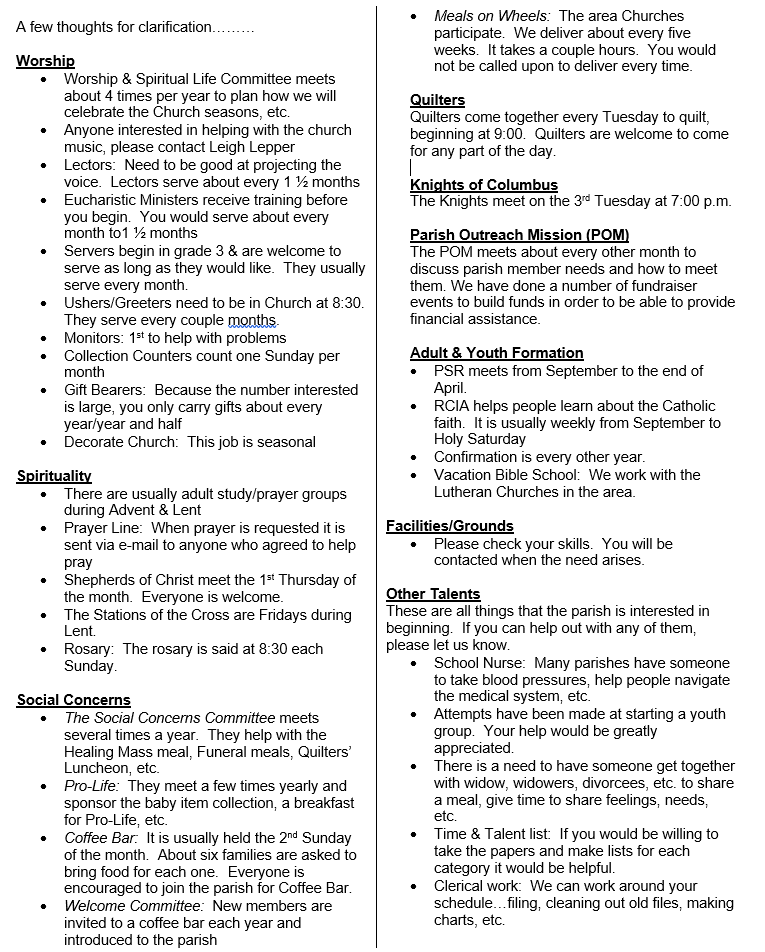 A few thoughts for clarification………
Worship
• Worship & Spiritual Life Committee meets
about 4 times per year to plan how we will
celebrate the Church seasons, etc.
• Anyone interested in helping with the church
music, please contact Leigh Lepper
• Lectors:  Need to be good at projecting the
voice.  Lectors serve about every 1 ½ months
• Eucharistic Ministers receive training before
you begin.  You would serve about every
month to1 ½ months
• Servers begin in grade 3 & are welcome to
serve as long as they would like.  They usually
serve every month.
• Ushers/Greeters need to be in Church at 8:30.
They serve every couple months.
• Monitors: 1st to help with problems
• Collection Counters count one Sunday per
month
• Gift Bearers:  Because the number interested
is large, you only carry gifts about every
year/year and half
• Decorate Church:  This job is seasonal
Spirituality
• There are usually adult study/prayer groups
during Advent & Lent
• Prayer Line:  When prayer is requested it is
sent via e-mail to anyone who agreed to help
pray
• Shepherds of Christ meet the 1st Thursday of
the month.  Everyone is welcome.
• The Stations of the Cross are Fridays during
Lent.
• Rosary:  The rosary is said at 8:30 each
Sunday.
Social Concerns
• The Social Concerns Committee meets
several times a year.  They help with the
Healing Mass meal, Funeral meals, Quilters’
Luncheon, etc.
• Pro-Life:  They meet a few times yearly and
sponsor the baby item collection, a breakfast
for Pro-Life, etc.
• Coffee Bar:  It is usually held the 2nd Sunday
of the month.  About six families are asked to
bring food for each one.  Everyone is
encouraged to join the parish for Coffee Bar.
• Welcome Committee:  New members are
invited to a coffee bar each year and
introduced to the parish
• Meals on Wheels:  The area Churches
participate.  We deliver about every five
weeks.  It takes a couple hours.  You would
not be called upon to deliver every time.
Quilters
Quilters come together every Tuesday to quilt,
beginning at 9:00.  Quilters are welcome to come
for any part of the day.
Knights of Columbus
The Knights meet on the 3rd Tuesday at 7:00 p.m.
Parish Outreach Mission (POM)
The POM meets about every other month to
discuss parish member needs and how to meet
them. We have done a number of fundraiser
events to build funds in order to be able to provide
financial assistance.
Adult & Youth Formation
• PSR meets from September to the end of
April.
• RCIA helps people learn about the Catholic
faith.  It is usually weekly from September to
Holy Saturday
• Confirmation is every other year.
• Vacation Bible School:  We work with the
Lutheran Churches in the area.
Facilities/Grounds
• Please check your skills.  You will be
contacted when the need arises.
Other Talents
These are all things that the parish is interested in
beginning.  If you can help out with any of them,
please let us know.
• School Nurse:  Many parishes have someone
to take blood pressures, help people navigate
the medical system, etc.
• Attempts have been made at starting a youth
group.  Your help would be greatly
appreciated.
• There is a need to have someone get together
with widow, widowers, divorcees, etc. to share
a meal, give time to share feelings, needs,
etc.
• Time & Talent list:  If you would be willing to
take the papers and make lists for each
category it would be helpful.
• Clerical work:  We can work around your
schedule…filing, cleaning out old files, making
charts, etc.